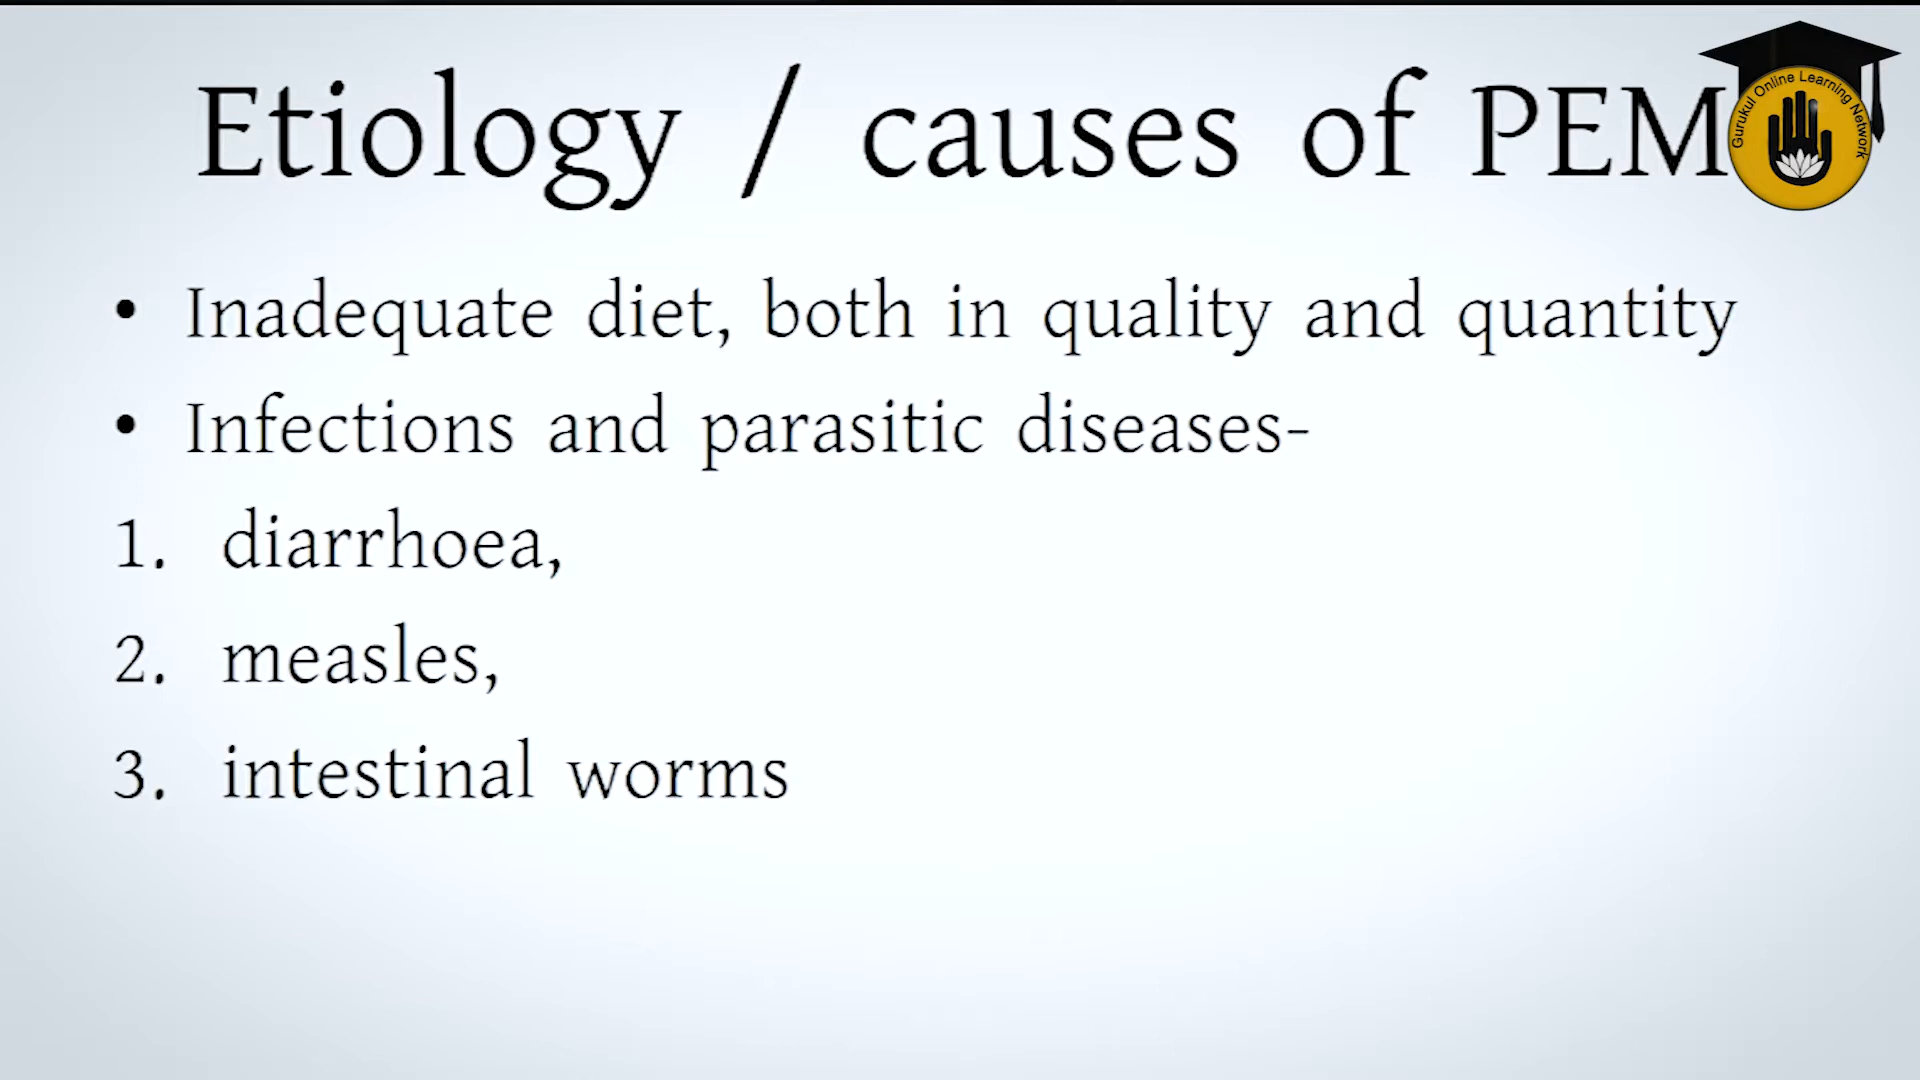 Etiology / causes of PEM
Gurukul Online Learning Network
• Inadequate diet, both in quality and quantity
• Infections and parasitic diseases-
1. diarrhoea,
2. measles,
3. intestinal worms